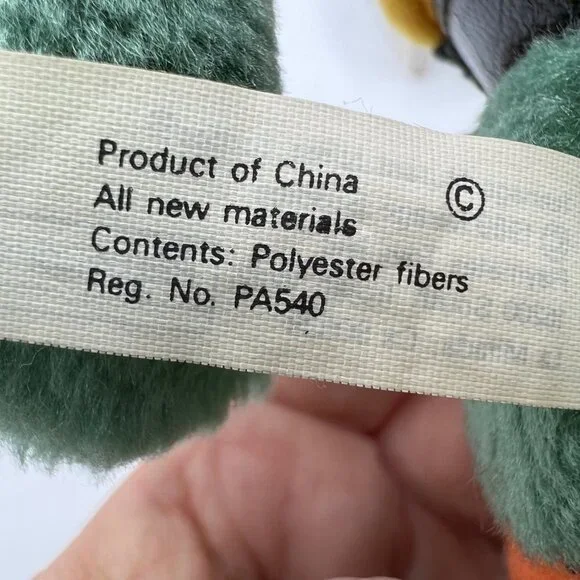 Product of China
All new materials
©
Contents: Polyester fibers
Reg. No. PA540